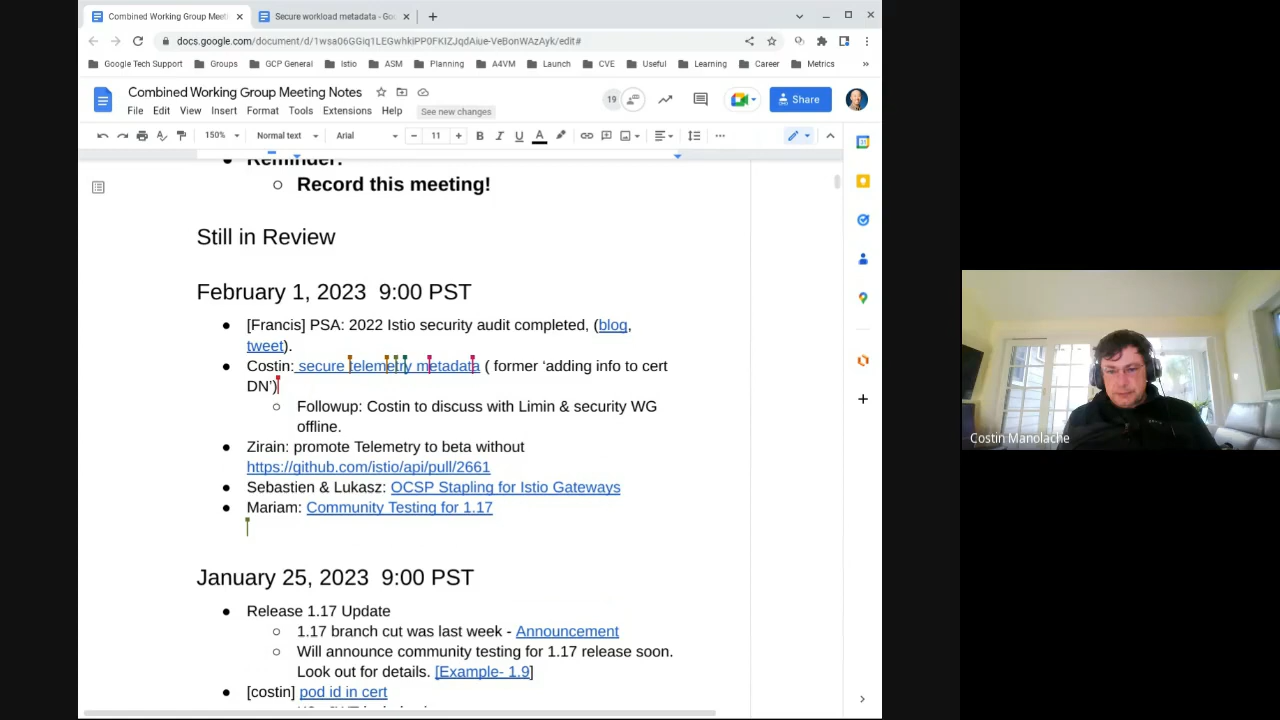 Combined Working Group Meeti
Secure workload metadata - Goo
docs.google.com/document/d/1wsa06GGiq1LEGwhkiPP0FKIZJqdAiue-VeBonWAzAyk/edit#
Google Tech Support
Groups
GCP General
Istio
ASM
Planning
A4VM
Launch
CVE
Useful
Learning
Career
Metrics
»
Combined Working Group Meeting Notes
19
Share
File Edit View Insert Format Tools Extensions Help See new changes
150% Normal text Arial − 11 + B I U A
Reminder:
Record this meeting!
Still in Review
February 1, 2023 9:00 PST
[Francis] PSA: 2022 Istio security audit completed, (blog,
tweet).
Costin: secure telemetry metadata ( former ‘adding info to cert
DN’)
Followup: Costin to discuss with Limin & security WG
offline.
Zirain: promote Telemetry to beta without
https://github.com/istio/api/pull/2661
Sebastien & Lukasz: OCSP Stapling for Istio Gateways
Mariam: Community Testing for 1.17
January 25, 2023 9:00 PST
Release 1.17 Update
1.17 branch cut was last week - Announcement
Will announce community testing for 1.17 release soon.
Look out for details. [Example- 1.9]
[costin] pod id in cert
Costin Manolache